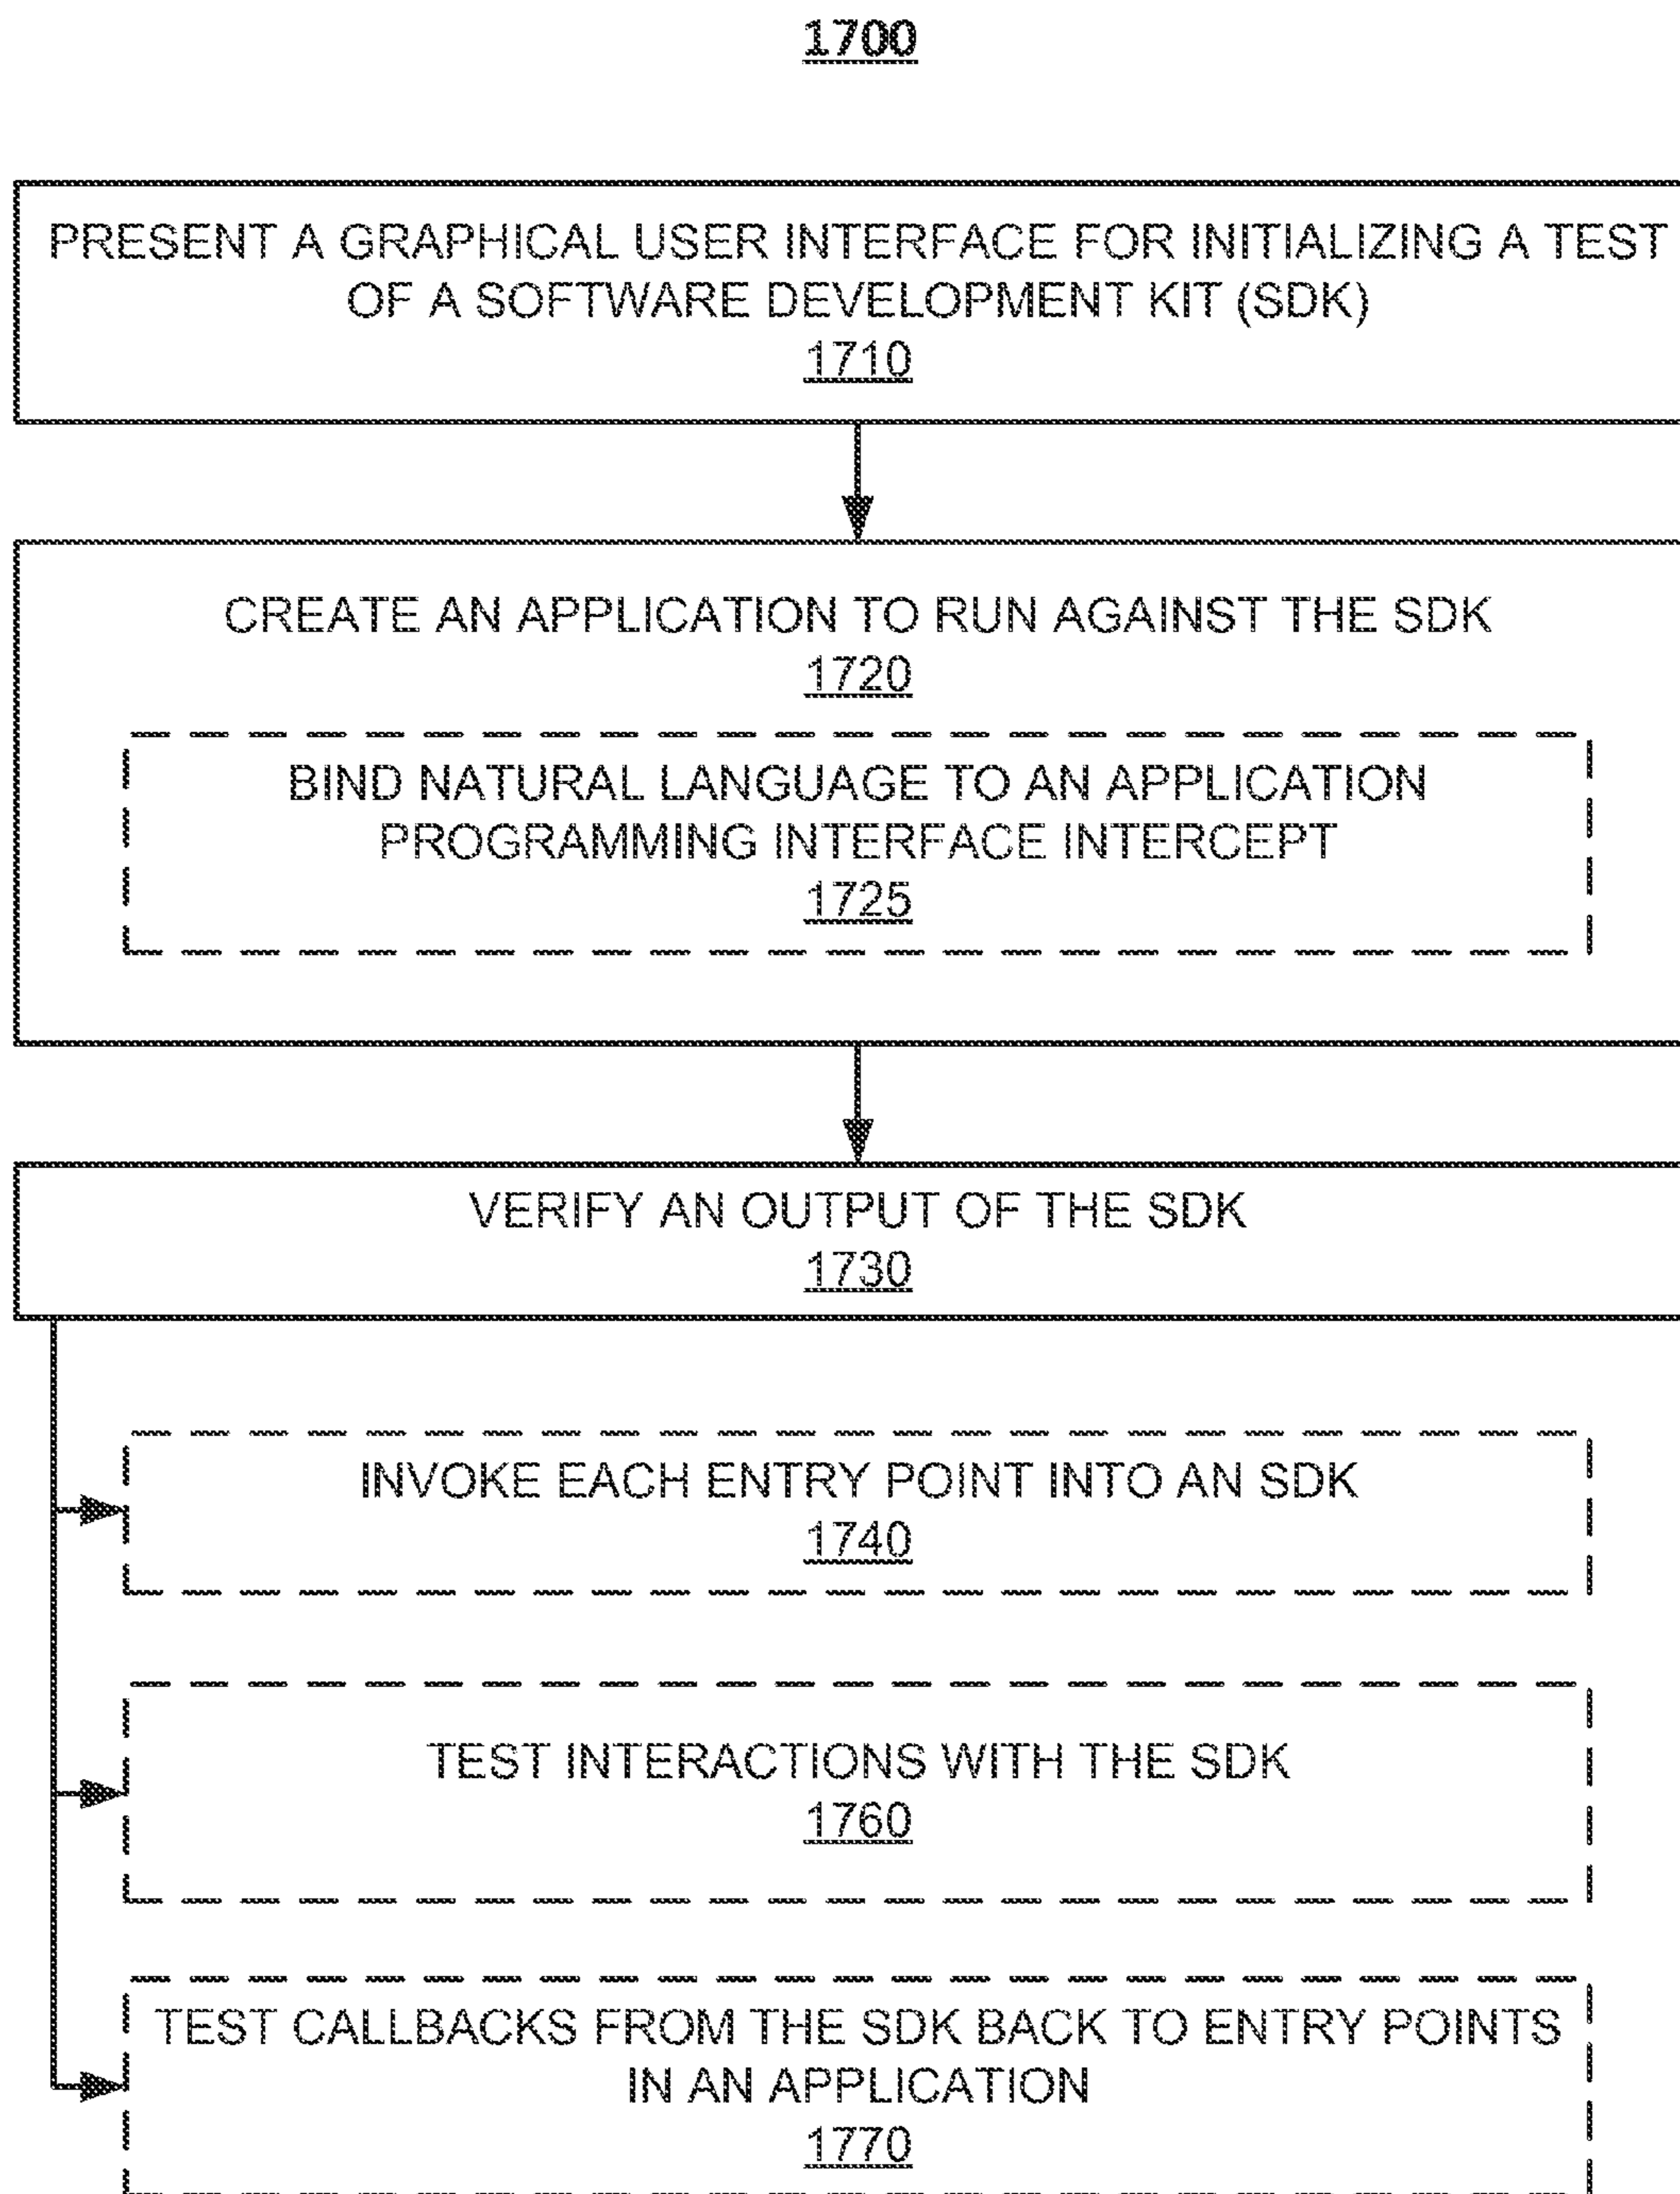 1700
PRESENT A GRAPHICAL USER INTERFACE FOR INITIALIZING A TEST
OF A SOFTWARE DEVELOPMENT KIT (SDK)
1710
CREATE AN APPLICATION TO RUN AGAINST THE SDK
1720
BIND NATURAL LANGUAGE TO AN APPLICATION
PROGRAMMING INTERFACE INTERCEPT
1725
VERIFY AN OUTPUT OF THE SDK
1730
INVOKE EACH ENTRY POINT INTO AN SDK
1740
TEST INTERACTIONS WITH THE SDK
1760
TEST CALLBACKS FROM THE SDK BACK TO ENTRY POINTS
IN AN APPLICATION
1770